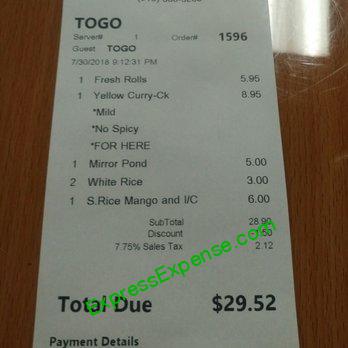 TOGO
Server# 1 Order# 1596
Guest TOGO
7/30/2018 9:12:31 PM
1 Fresh Rolls 5.95
1 Yellow Curry-Ck 8.95
*Mild
*No Spicy
*FOR HERE
1 Mirror Pond 5.00
2 White Rice 3.00
1 S.Rice Mango and I/C 6.00
SubTotal 28.90
Discount
7.75% Sales Tax 2.12
Total Due $29.52
expressExpense.com
Payment Details